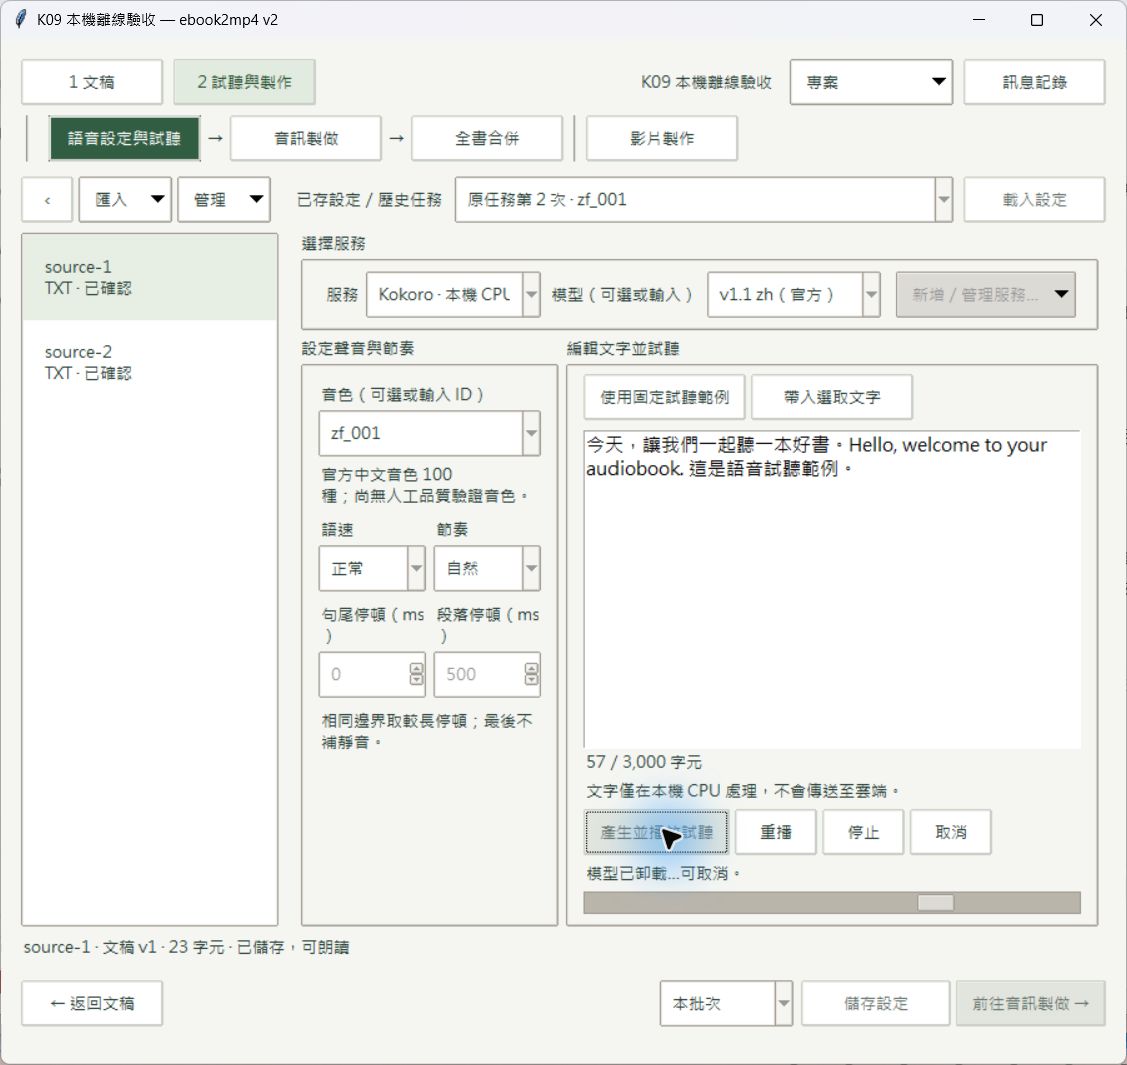 K09 本機離線驗收 — ebook2mp4 v2
1 文稿
2 試聽與製作
K09 本機離線驗收
專案
訊息記錄
語音設定與試聽
→
音訊製做
→
全書合併
影片製作
‹
匯入
管理
已存設定 / 歷史任務
原任務第 2 次 · zf_001
載入設定
source-1
TXT · 已確認
source-2
TXT · 已確認
選擇服務
服務
Kokoro · 本機 CPU
模型（可選或輸入）
v1.1 zh（官方）
新增 / 管理服務...
設定聲音與節奏
音色（可選或輸入 ID）
zf_001
官方中文音色 100
種；尚無人工品質驗證音色。
語速
節奏
正常
自然
句尾停頓（ms
）
段落停頓（ms
）
0
500
相同邊界取較長停頓；最後不
補靜音。
編輯文字並試聽
使用固定試聽範例
帶入選取文字
今天，讓我們一起聽一本好書。Hello, welcome to your
audiobook. 這是語音試聽範例。
57 / 3,000 字元
文字僅在本機 CPU 處理，不會傳送至雲端。
產生並播放試聽
重播
停止
取消
模型已卸載...可取消。
source-1 · 文稿 v1 · 23 字元 · 已儲存，可朗讀
← 返回文稿
本批次
儲存設定
前往音訊製做 →